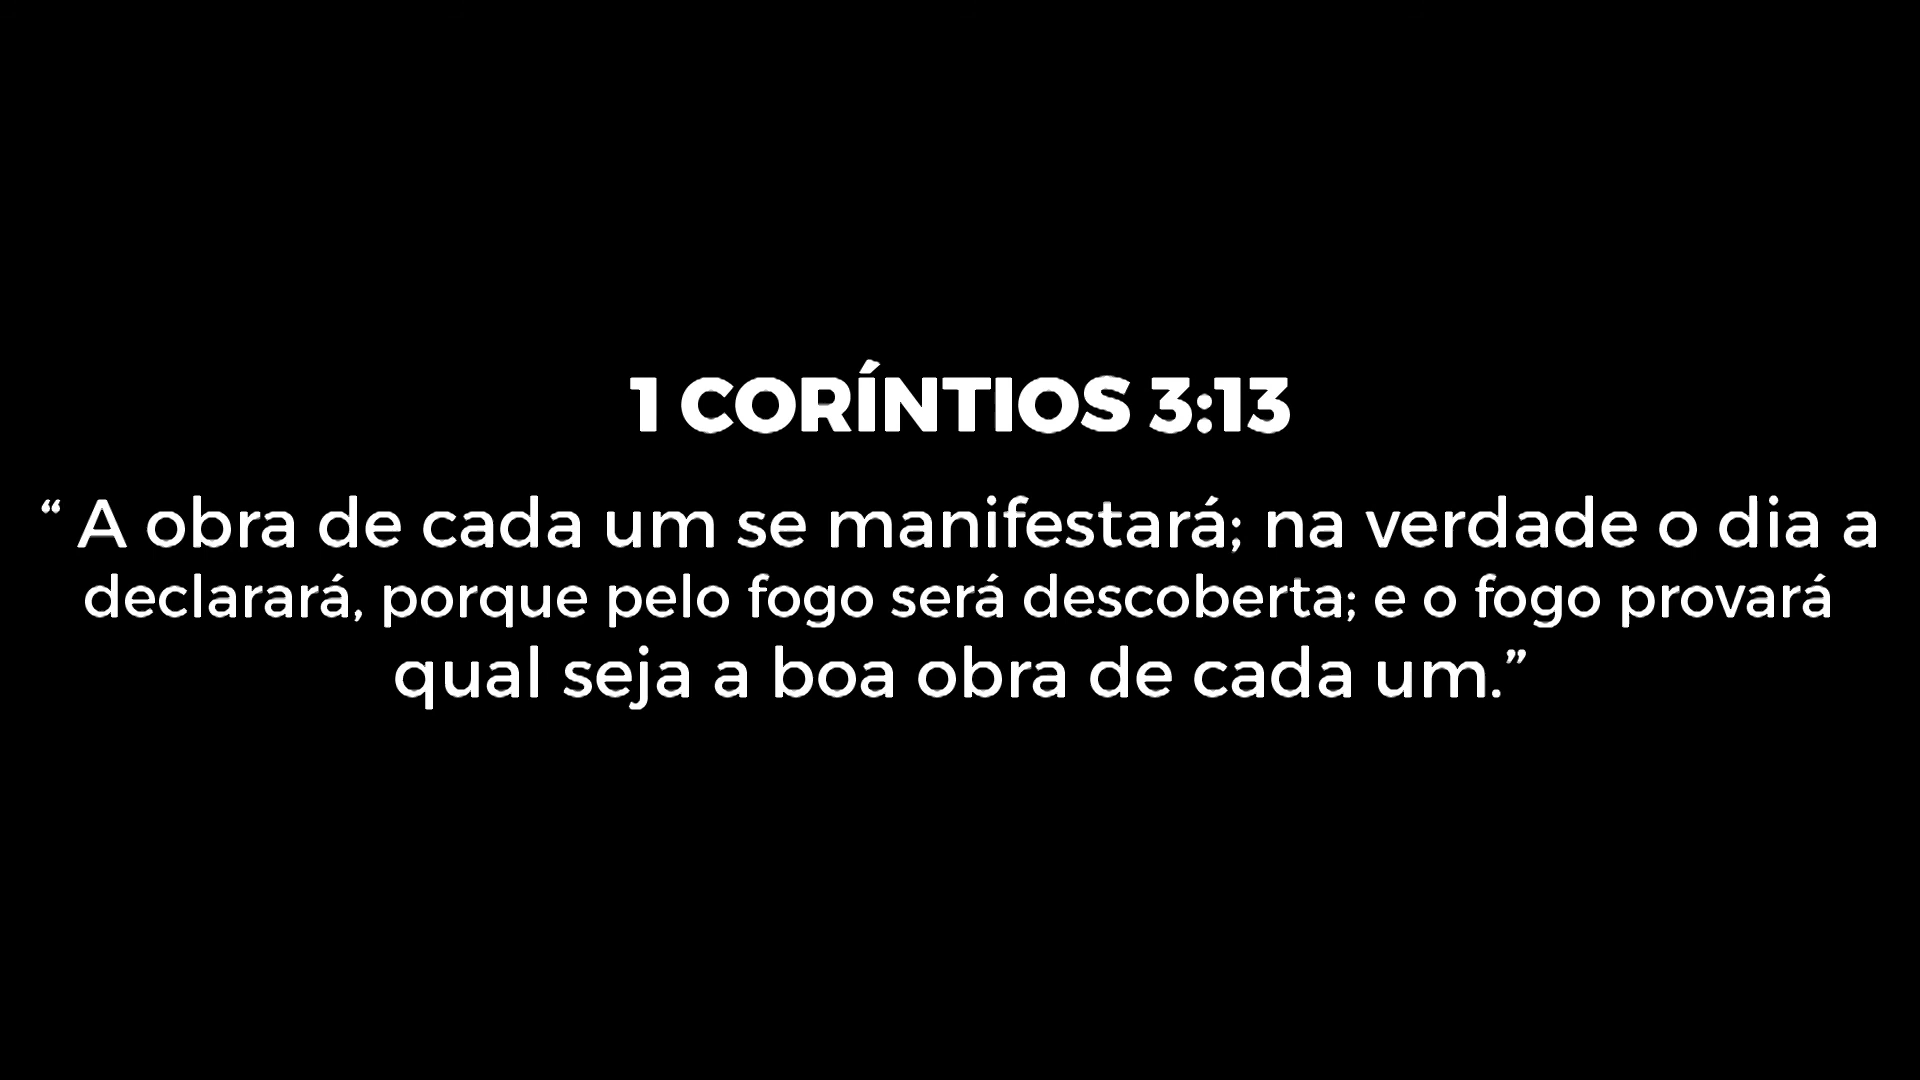 1 CORÍNTIOS 3:13
“ A obra de cada um se manifestará; na verdade o dia a
declarará, porque pelo fogo será descoberta; e o fogo provará
qual seja a boa obra de cada um.”